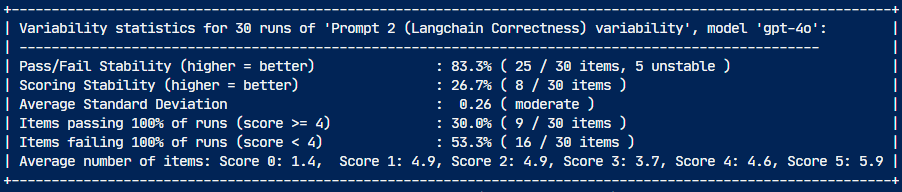 Variability statistics for 30 runs of 'Prompt 2 (Langchain Correctness) variability', model 'gpt-4o':
Pass/Fail Stability (higher = better) : 83.3% ( 25 / 30 items, 5 unstable )
Scoring Stability (higher = better) : 26.7% ( 8 / 30 items )
Average Standard Deviation : 0.26 ( moderate )
Items passing 100% of runs (score >= 4) : 30.0% ( 9 / 30 items )
Items failing 100% of runs (score < 4) : 53.3% ( 16 / 30 items )
Average number of items: Score 0: 1.4, Score 1: 4.9, Score 2: 4.9, Score 3: 3.7, Score 4: 4.6, Score 5: 5.9